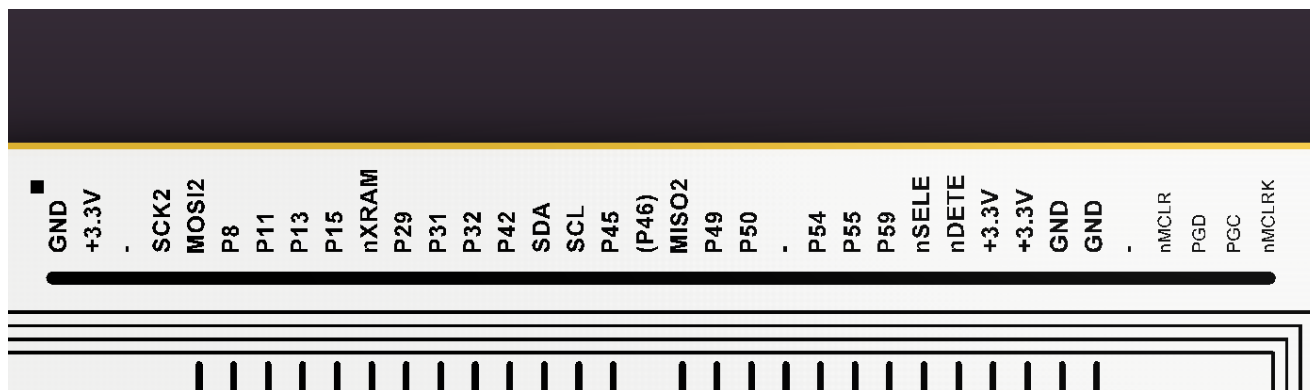 GND
+3.3V
-
SCK2
MOSI2
P8
P11
P13
P15
nXRAM
P29
P31
P32
P42
SDA
SCL
P45
(P46)
MISO2
P49
P50
-
P54
P55
P59
nSELE
nDETE
+3.3V
+3.3V
GND
GND
-
nMCLR
PGD
PGC
nMCLRK